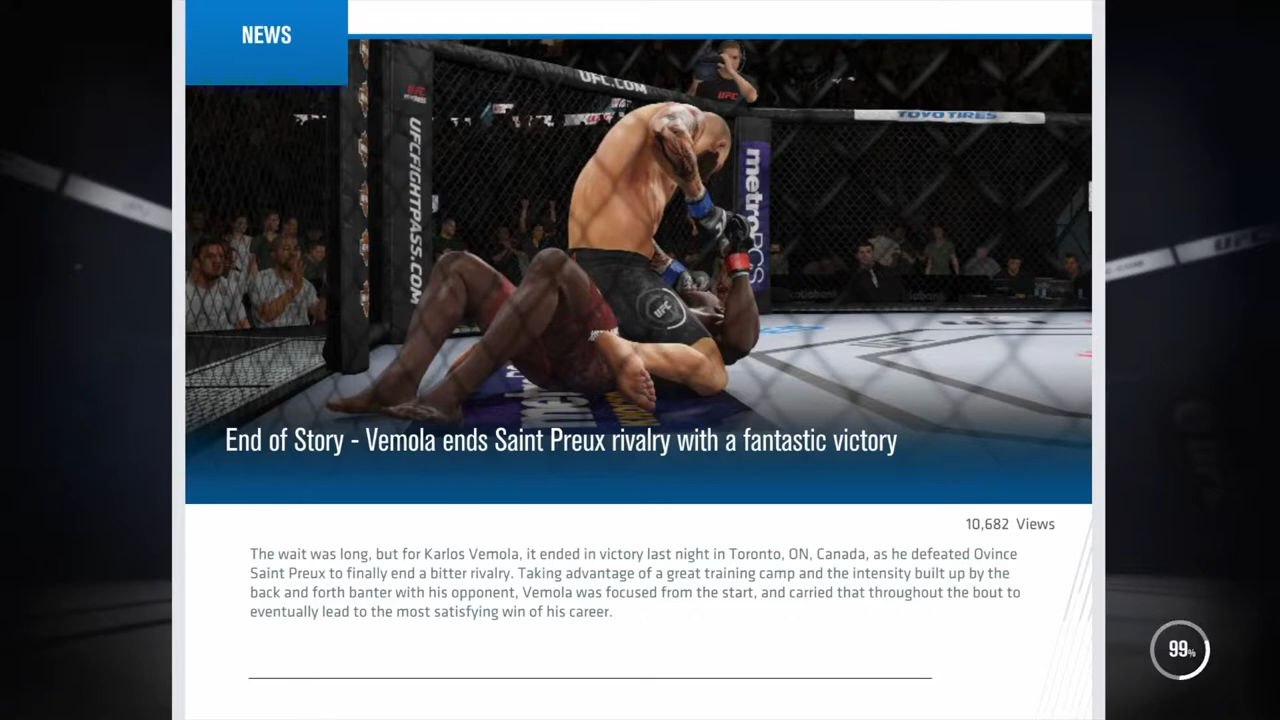 NEWS
UFC.COM
UFC
TOYO TIRES
UFCFIGHTPASS.COM
metroPCS
UFC
End of Story - Vemola ends Saint Preux rivalry with a fantastic victory
10,682 Views
The wait was long, but for Karlos Vemola, it ended in victory last night in Toronto, ON, Canada, as he defeated Ovince
Saint Preux to finally end a bitter rivalry. Taking advantage of a great training camp and the intensity built up by the
back and forth banter with his opponent, Vemola was focused from the start, and carried that throughout the bout to
eventually lead to the most satisfying win of his career.
99%